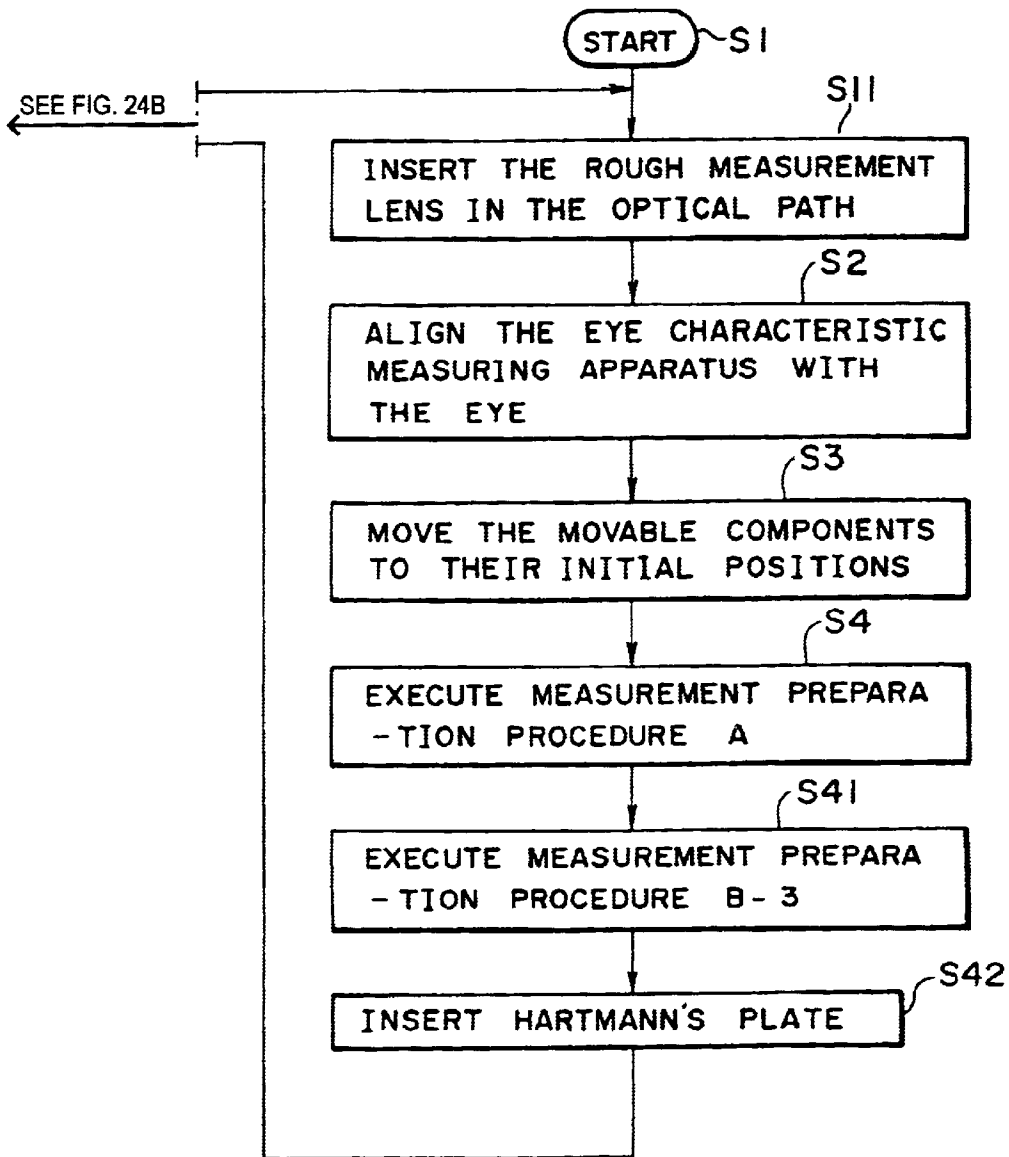 START
S1
SEE FIG. 24B
S11
INSERT THE ROUGH MEASUREMENT
LENS IN THE OPTICAL PATH
S2
ALIGN THE EYE CHARACTERISTIC
MEASURING APPARATUS WITH
THE EYE
S3
MOVE THE MOVABLE COMPONENTS
TO THEIR INITIAL POSITIONS
S4
EXECUTE MEASUREMENT PREPARA
-TION PROCEDURE A
S41
EXECUTE MEASUREMENT PREPARA
-TION PROCEDURE B-3
S42
INSERT HARTMANN'S PLATE